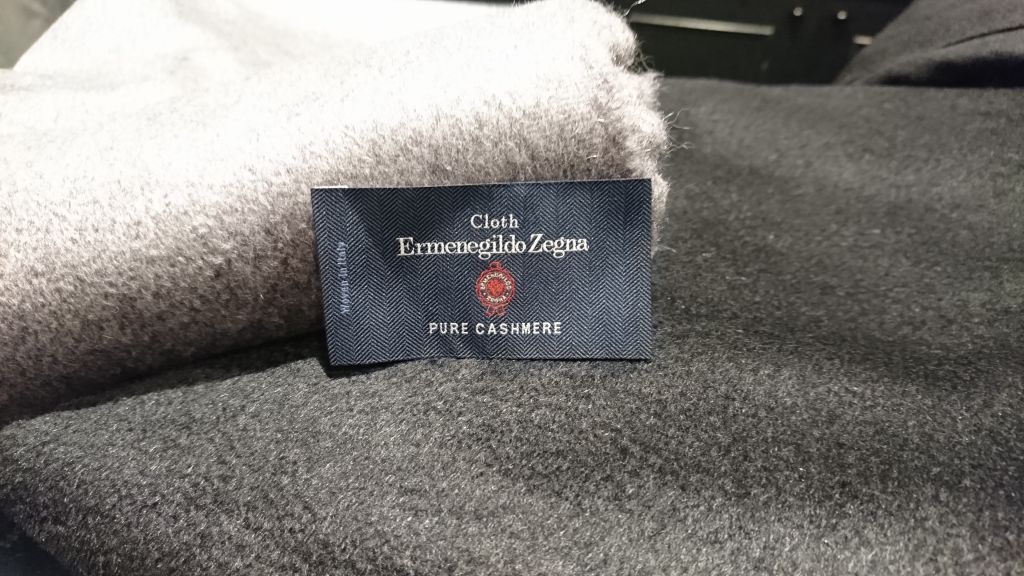 Cloth
Ermenegildo Zegna
PURE CASHMERE